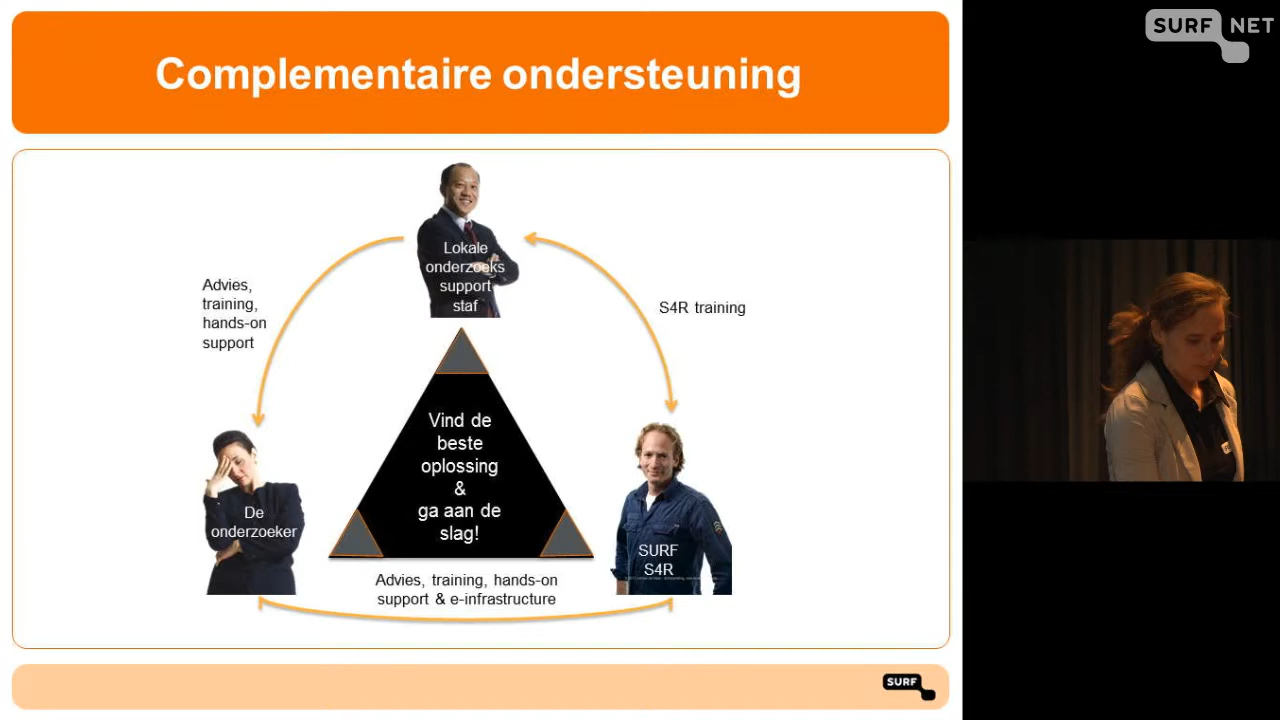 SURF NET
Complementaire ondersteuning
Lokale
onderzoeks
support
staf
Advies,
training,
hands-on
support
S4R training
Vind de
beste
oplossing
&
ga aan de
slag!
De
onderzoeker
SURF
S4R
Advies, training, hands-on
support & e-infrastructure
SURF